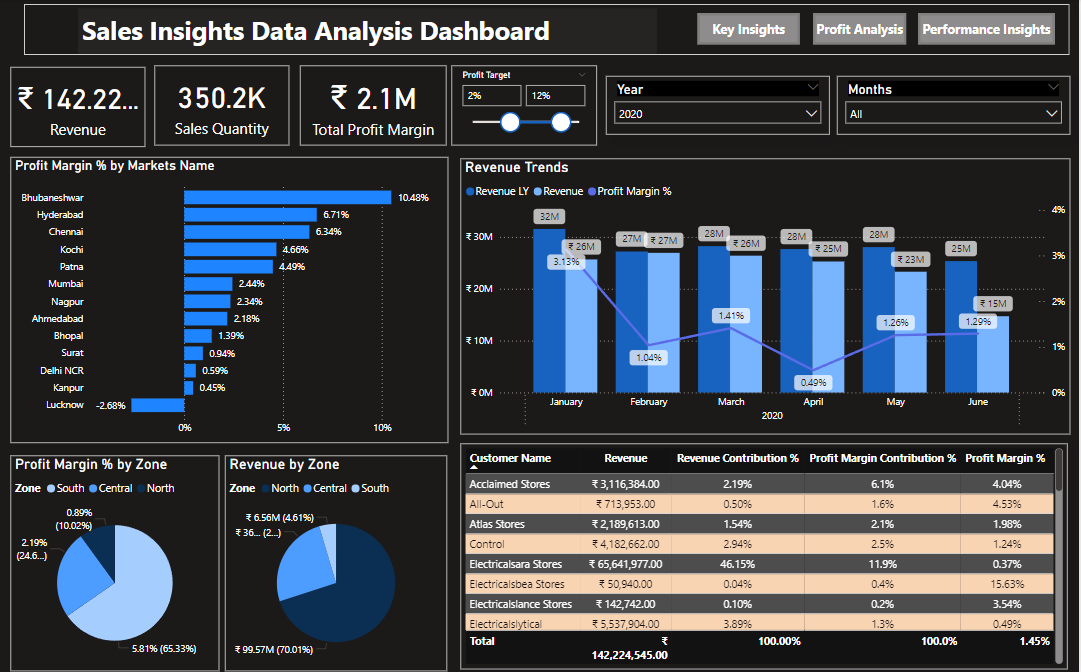 Sales Insights Data Analysis Dashboard
Key Insights
Profit Analysis
Performance Insights
₹ 142.22...
Revenue
350.2K
Sales Quantity
₹ 2.1M
Total Profit Margin
Profit Target
2% 12%
Year
2020
Months
All
Profit Margin % by Markets Name
Bhubaneshwar 10.48%
Hyderabad 6.71%
Chennai 6.34%
Kochi 4.66%
Patna 4.49%
Mumbai 2.44%
Nagpur 2.34%
Ahmedabad 2.18%
Bhopal 1.39%
Surat 0.94%
Delhi NCR 0.59%
Kanpur 0.45%
Lucknow -2.68%
0% 5% 10%
Revenue Trends
Revenue LY Revenue Profit Margin %
₹ 30M
₹ 20M
₹ 10M
₹ 0M
4%
3%
2%
1%
0%
32M ₹ 26M 27M ₹ 27M 28M ₹ 26M 28M ₹ 25M 28M ₹ 23M 25M ₹ 15M
3.13% 1.04% 1.41% 0.49% 1.26% 1.29%
January February March April May June
2020
Profit Margin % by Zone
Zone South Central North
0.89%
(10.02%)
2.19%
(24.6...)
5.81% (65.33%)
Revenue by Zone
Zone North Central South
₹ 6.56M (4.61%)
₹ 36... (2...)
₹ 99.57M (70.01%)
Customer Name Revenue Revenue Contribution % Profit Margin Contribution % Profit Margin %
Acclaimed Stores ₹ 3,116,384.00 2.19% 6.1% 4.04%
All-Out ₹ 713,953.00 0.50% 1.6% 4.53%
Atlas Stores ₹ 2,189,613.00 1.54% 2.1% 1.98%
Control ₹ 4,182,662.00 2.94% 2.5% 1.24%
Electricalsara Stores ₹ 65,641,977.00 46.15% 11.9% 0.37%
Electricalsbea Stores ₹ 50,940.00 0.04% 0.4% 15.63%
Electricalslance Stores ₹ 142,742.00 0.10% 0.2% 3.54%
Electricalslytical ₹ 5,537,904.00 3.89% 1.3% 0.49%
Total ₹ 100.00% 100.0% 1.45%
142,224,545.00